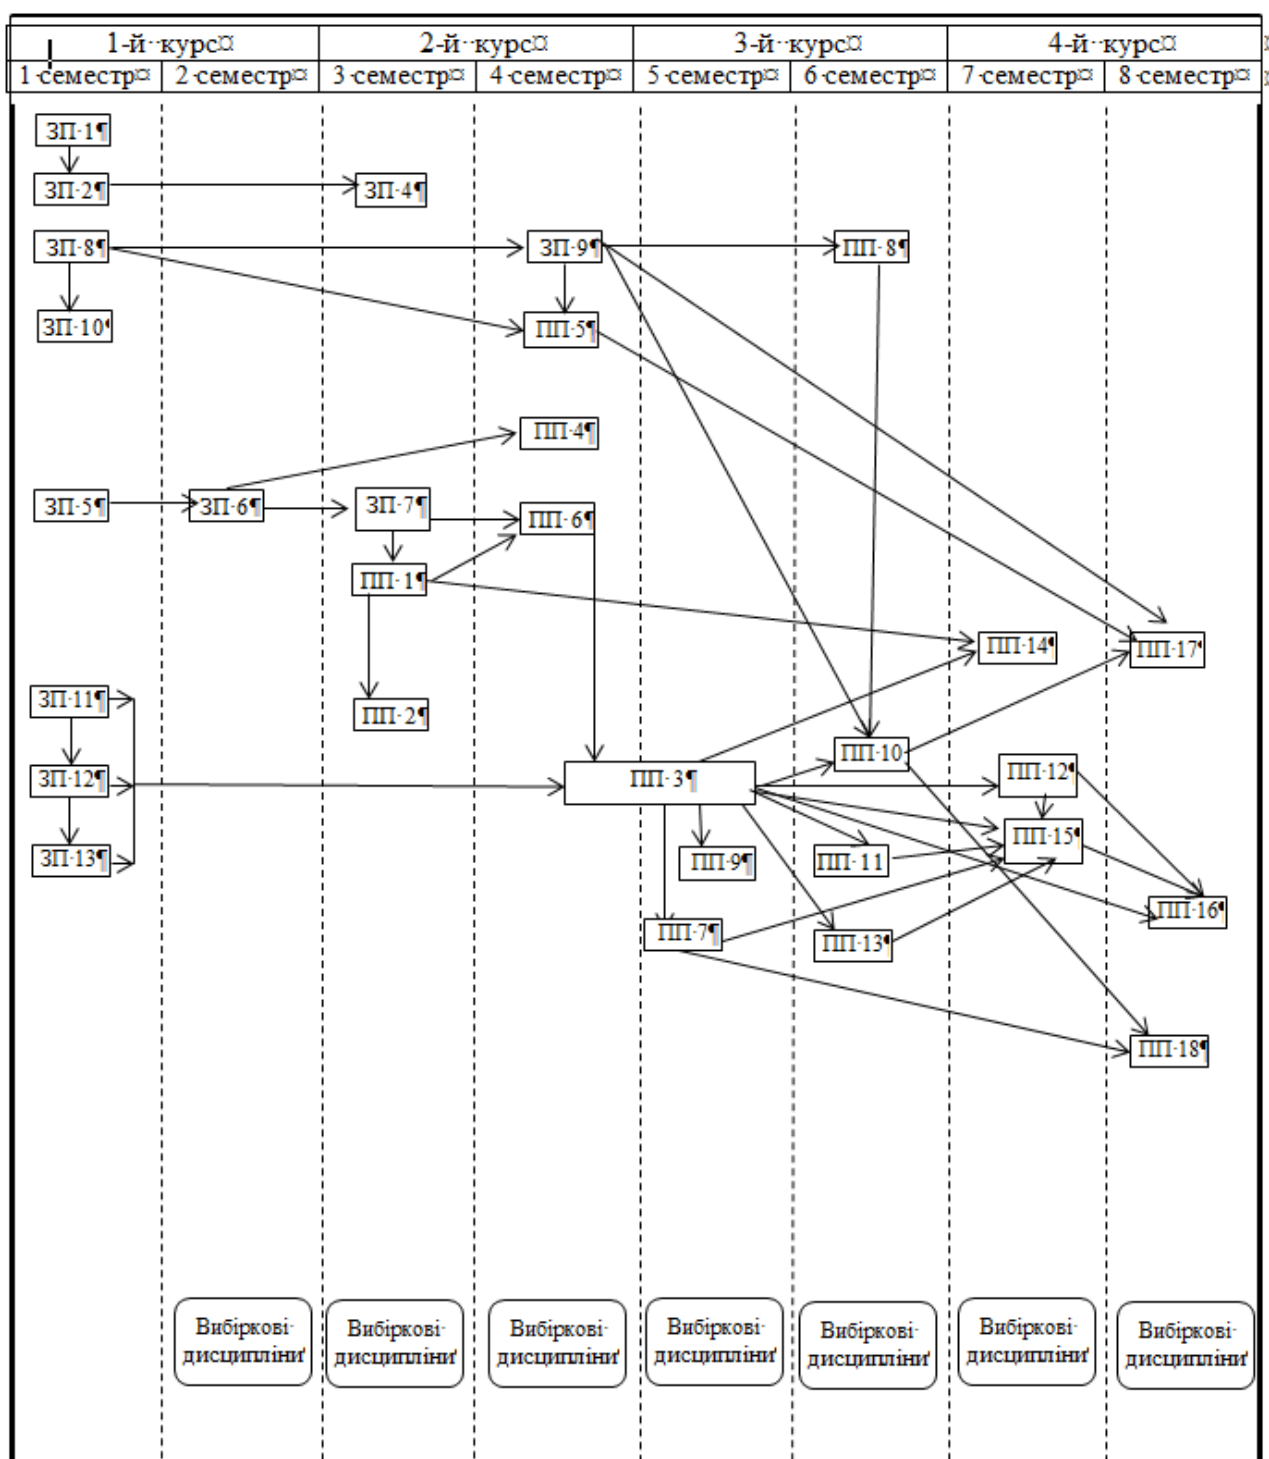 1-й курс 2-й курс 3-й курс 4-й курс
1 семестр 2 семестр 3 семестр 4 семестр 5 семестр 6 семестр 7 семестр 8 семестр
ЗП 1
ЗП 2 ЗП 4
ЗП 8 ЗП 9 ПП 8
ЗП 10 ПП 5
ПП 4
ЗП 5 ЗП 6 ЗП 7 ПП 6
ПП 1
ПП 14 ПП 17
ЗП 11 ПП 2
ПП 10
ЗП 12 ПП 3 ПП 12
ПП 15
ЗП 13 ПП 9 ПП 11
ПП 16
ПП 7 ПП 13
ПП 18
Вибіркові Вибіркові Вибіркові Вибіркові Вибіркові Вибіркові Вибіркові
дисципліни дисципліни дисципліни дисципліни дисципліни дисципліни дисципліни